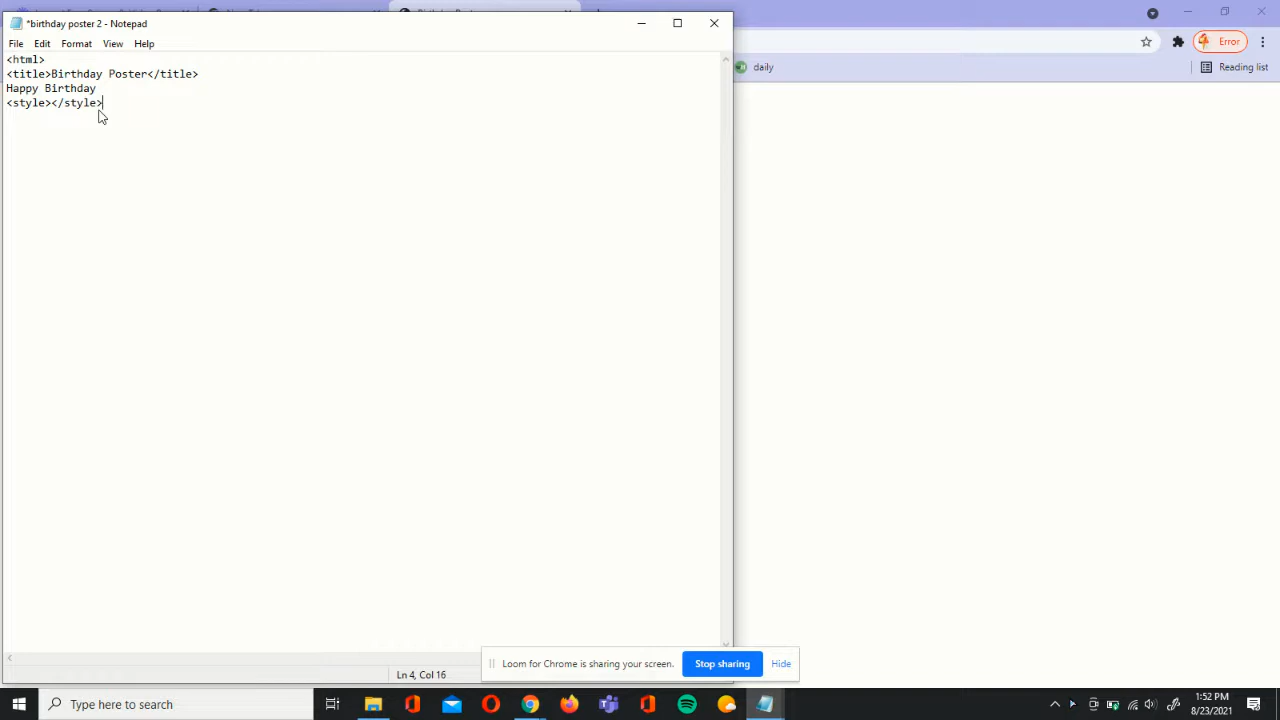 *birthday poster 2 - Notepad
File Edit Format View Help
<html>
<title>Birthday Poster</title>
Happy Birthday
<style></style>
Ln 4, Col 16
Error
daily
Reading list
Loom for Chrome is sharing your screen. Stop sharing Hide
Type here to search
1:52 PM
8/23/2021